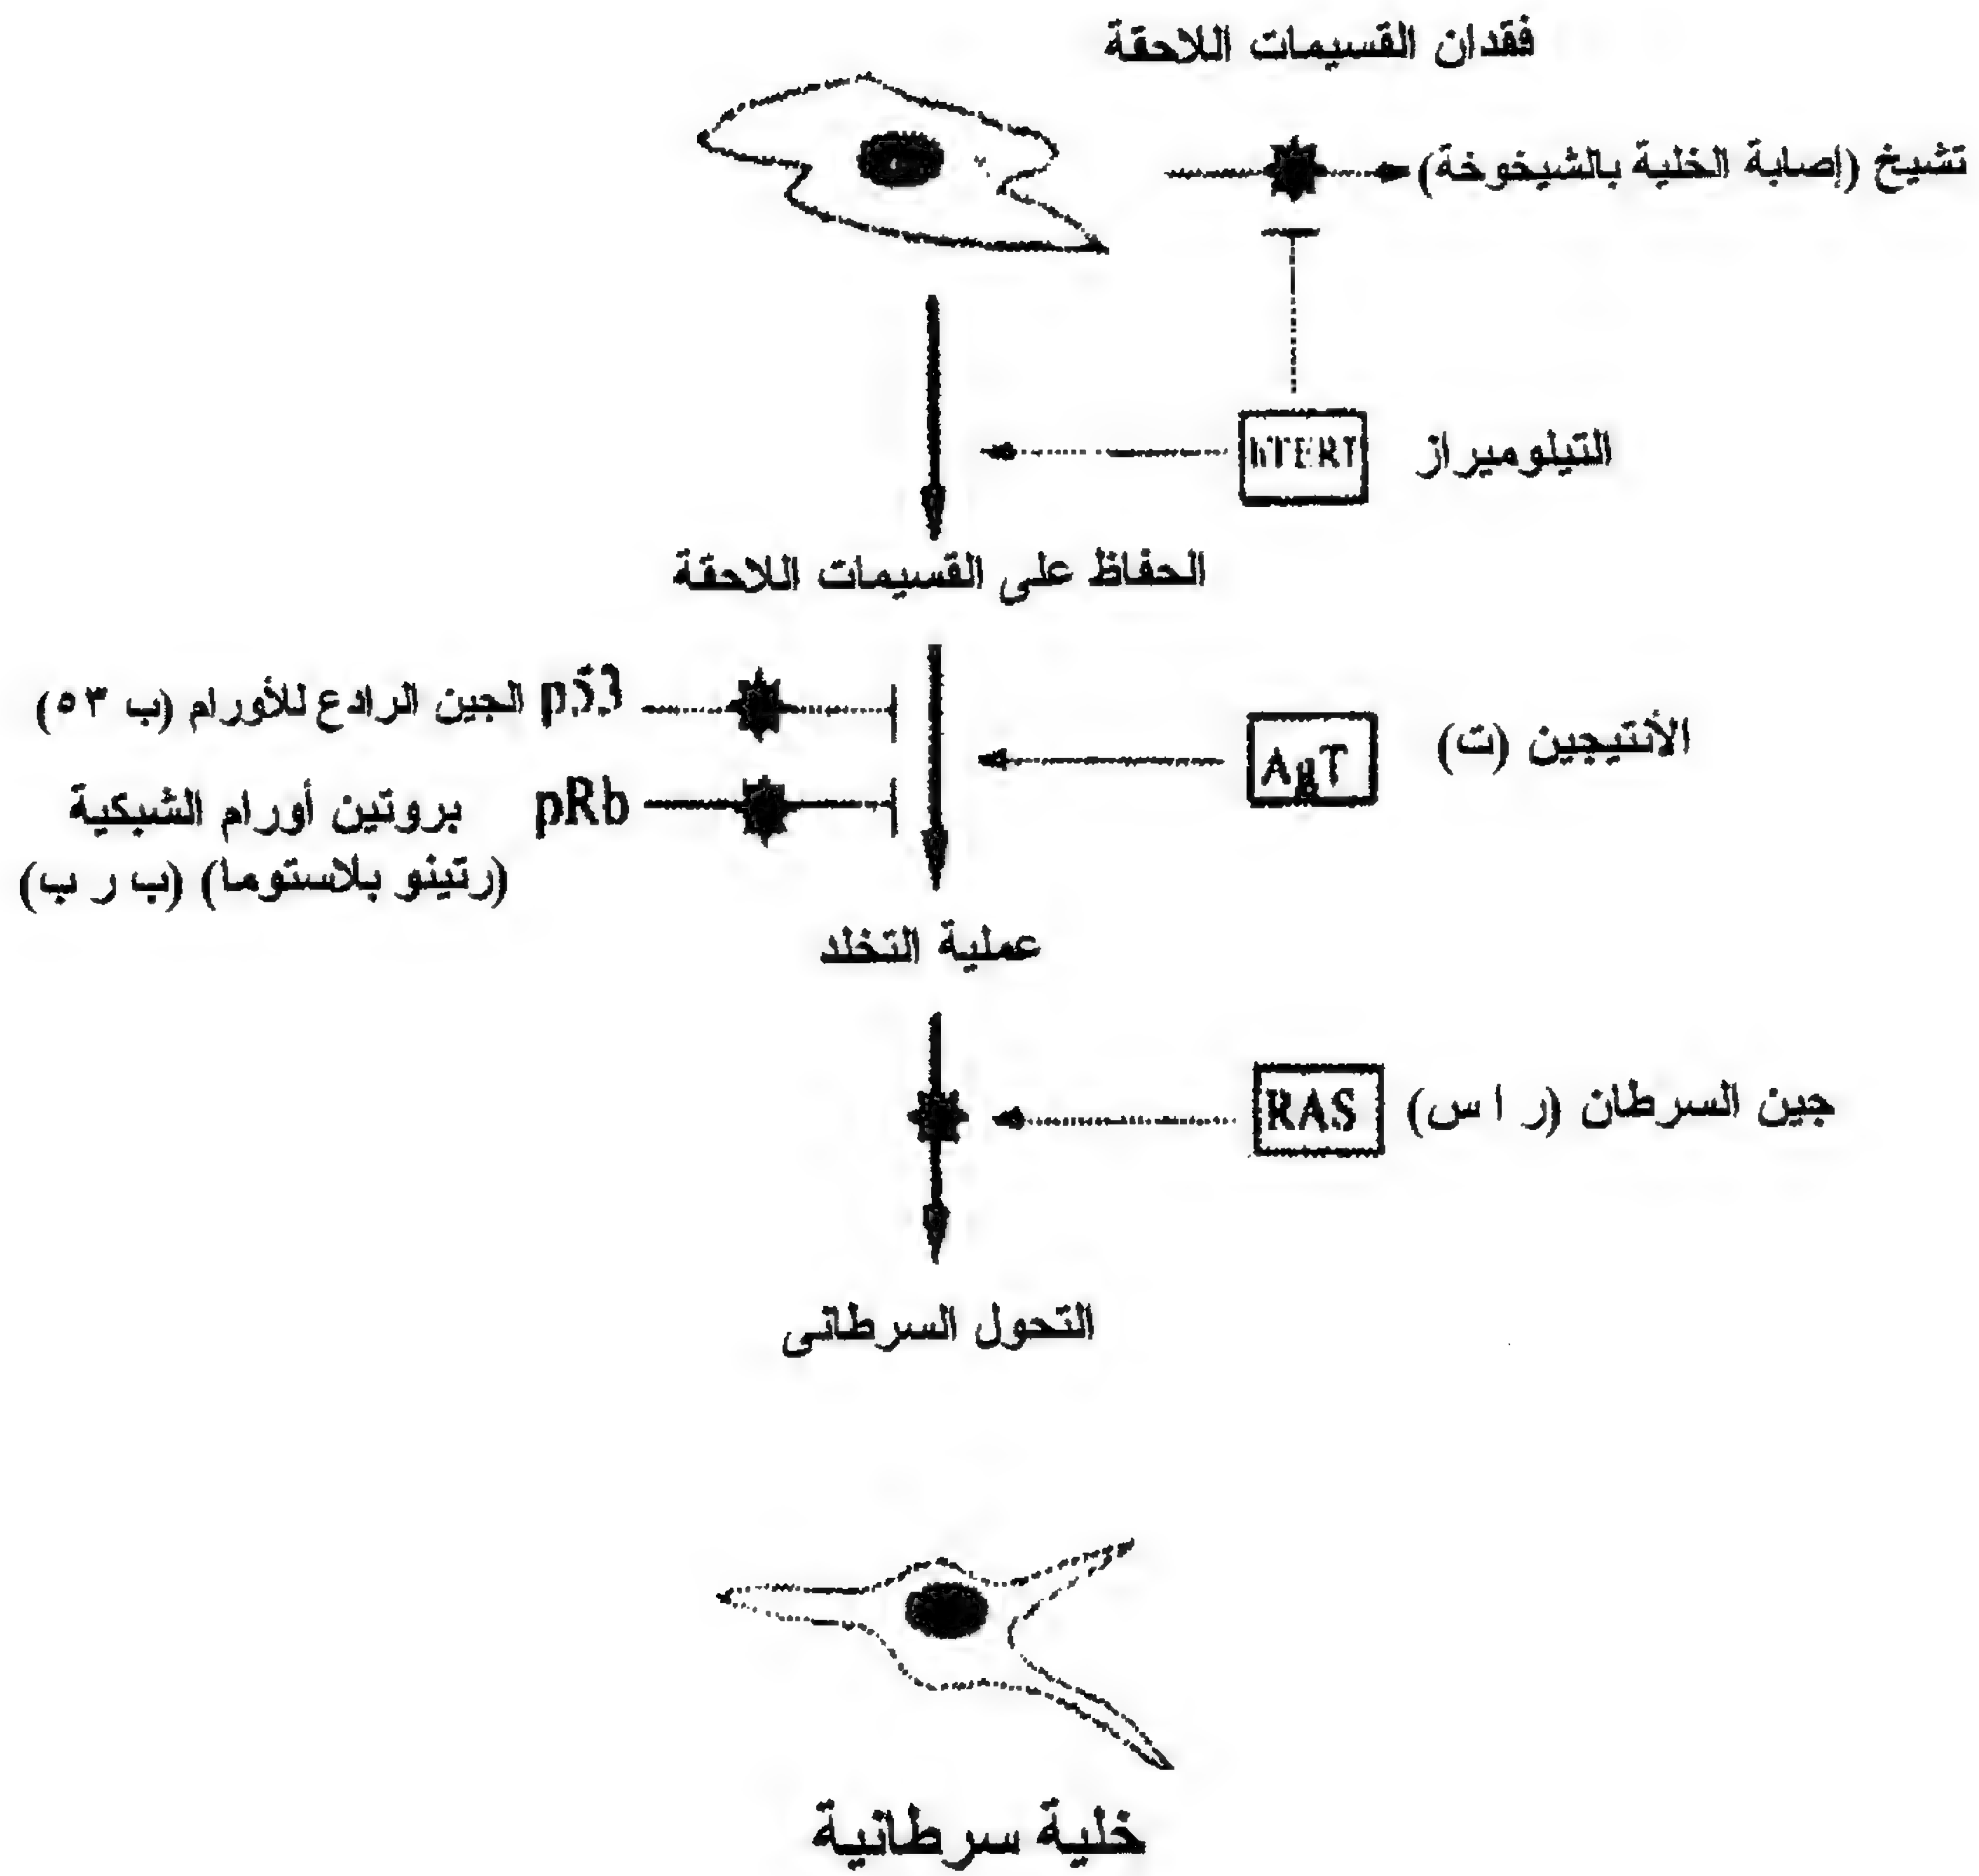 فقدان القسيمات اللاحقة
تشيخ (إصابة الخلية بالشيخوخة)
hTERT التيلوميراز
الحفاظ على القسيمات اللاحقة
p53 الجين الرادع للأورام (ب ٥٣)
الأنتيجين (ت) AgT
pRb بروتين أورام الشبكية
(رتينو بلاستوما) (ب ر ب)
عملية التخلد
RAS جين السرطان (ر ا س)
التحول السرطانى
خلية سرطانية